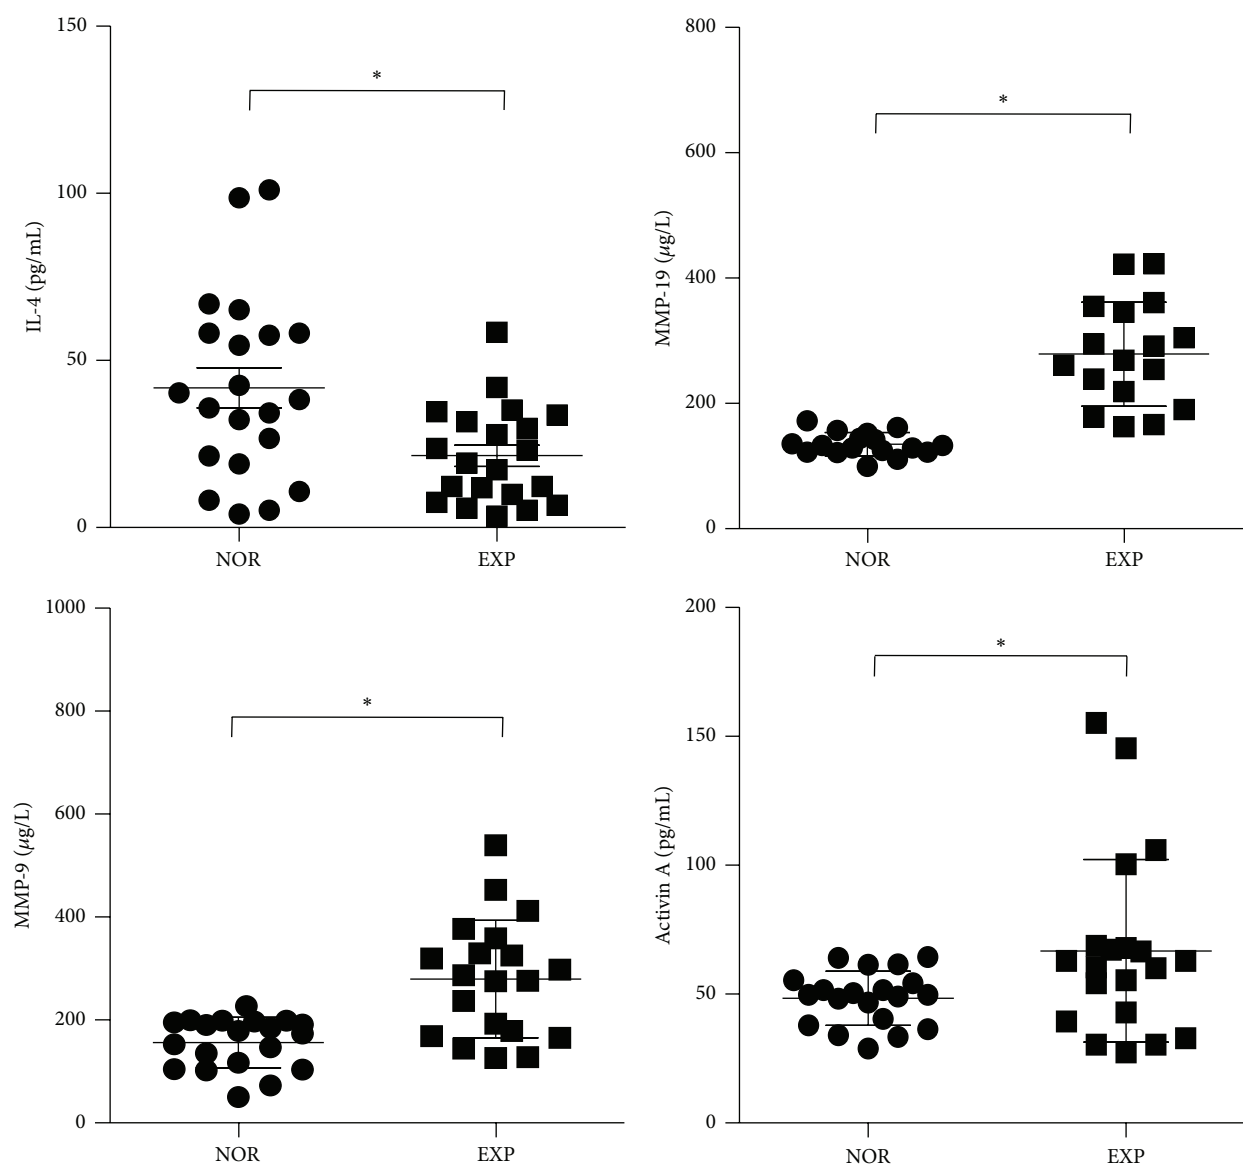 150
100
50
0
IL-4 (pg/mL)
*
NOR
EXP
800
600
400
200
0
MMP-19 (μg/L)
*
NOR
EXP
1000
800
600
400
200
0
MMP-9 (μg/L)
*
NOR
EXP
200
150
100
50
0
Activin A (pg/mL)
*
NOR
EXP